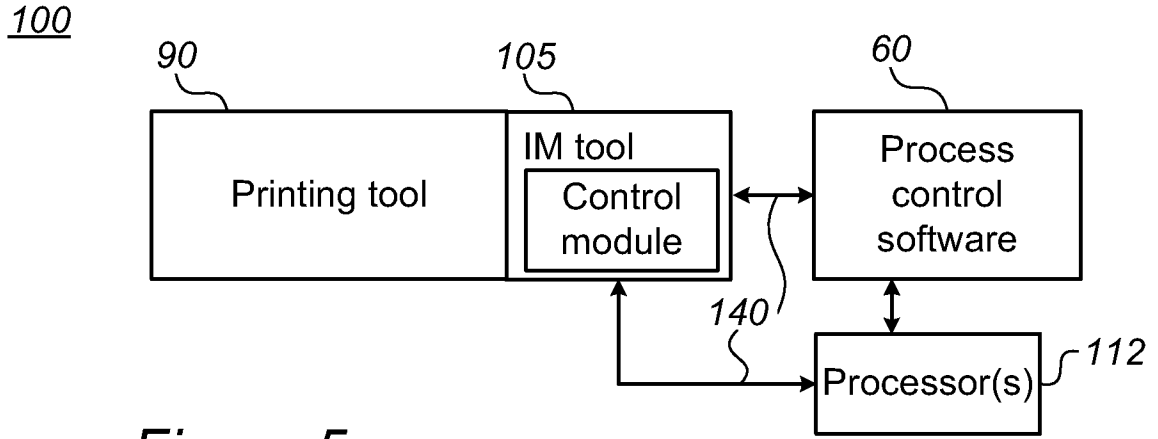 100
90
105
60
Printing tool
IM tool
Control
module
Process
control
software
140
Processor(s)
112